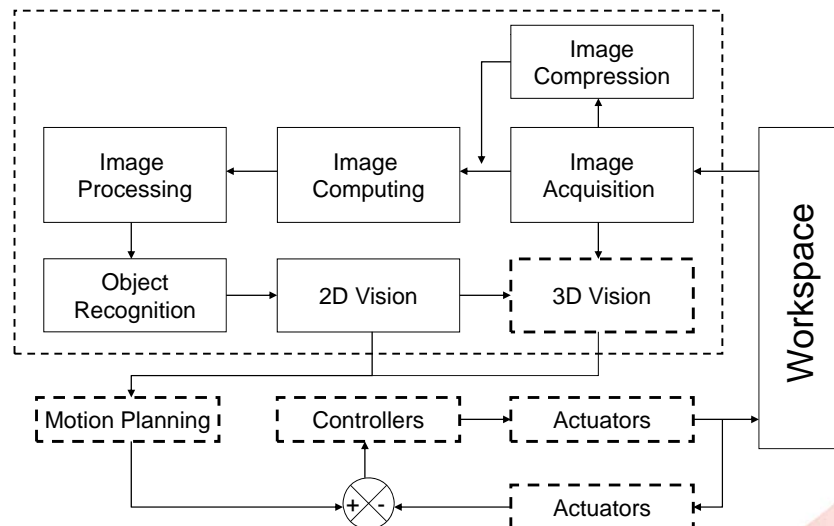 Image
Compression
Image
Processing
Image
Computing
Image
Acquisition
Workspace
Object
Recognition
2D Vision
3D Vision
Motion Planning
Controllers
Actuators
+
-
Actuators